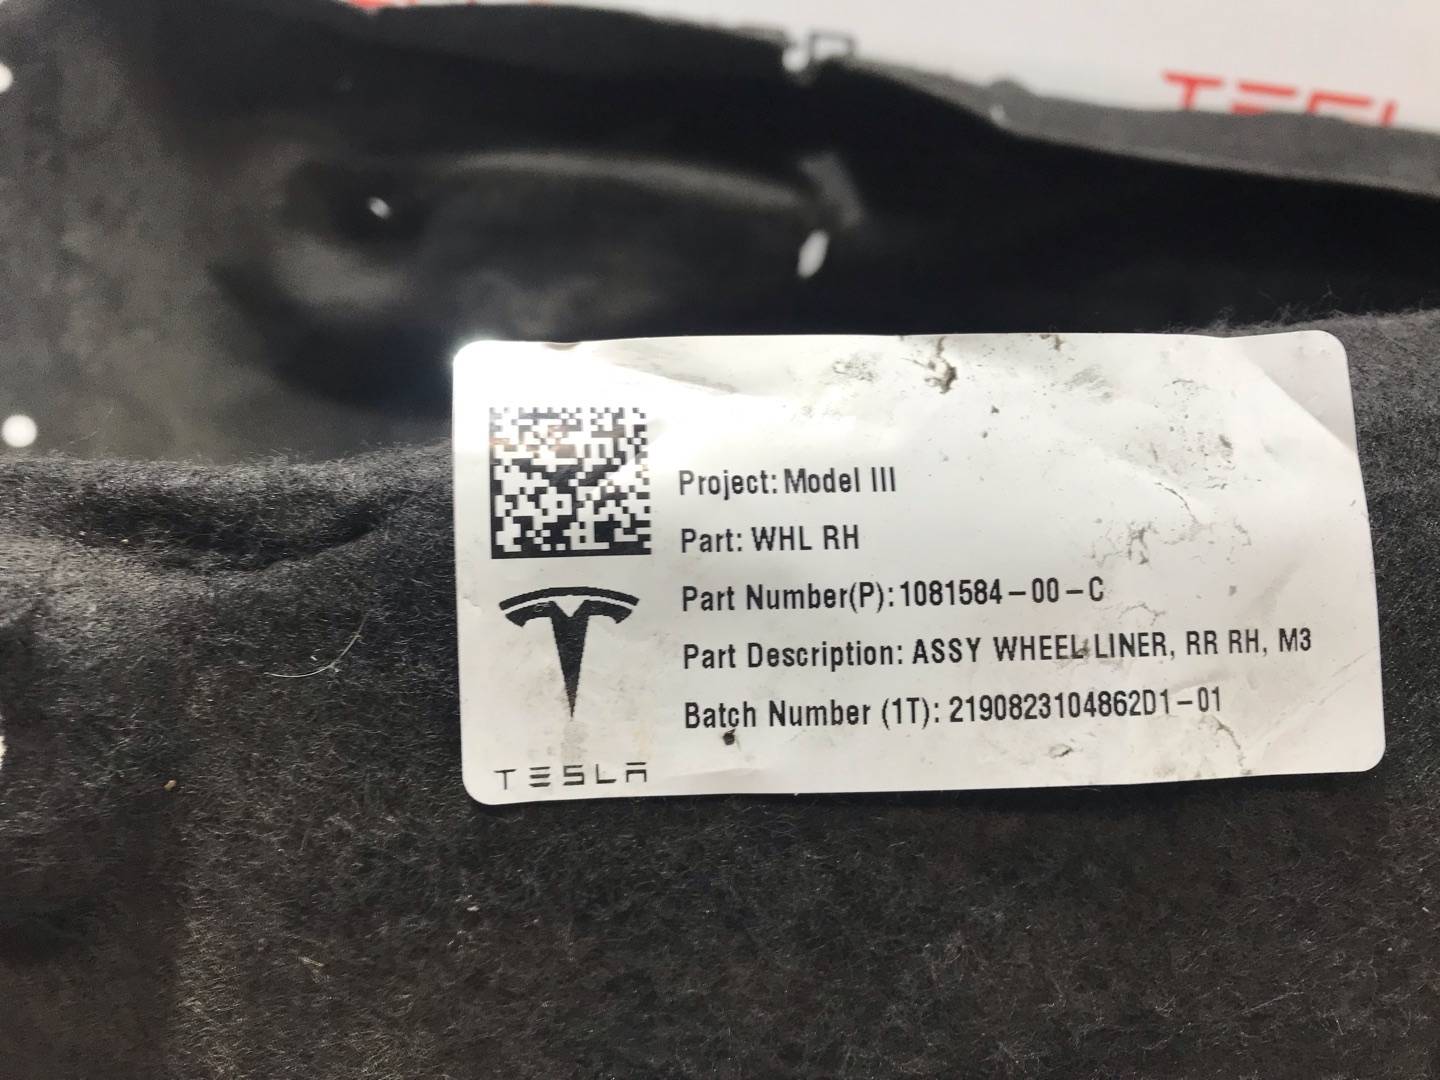 Project: Model III
Part: WHL RH
Part Number(P): 1081584-00-C
Part Description: ASSY WHEEL LINER, RR RH, M3
Batch Number (1T): 2190823104862D1-01
TESLA